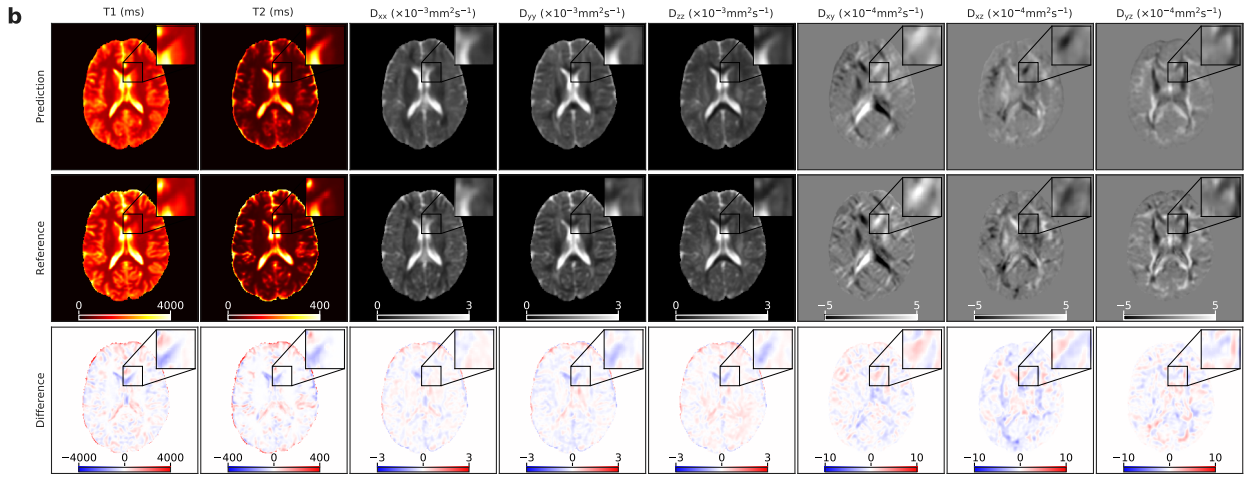 b
T1 (ms) T2 (ms) Dxx (×10−3mm2s−1) Dyy (×10−3mm2s−1) Dzz (×10−3mm2s−1) Dxy (×10−4mm2s−1) Dxz (×10−4mm2s−1) Dyz (×10−4mm2s−1)
Prediction
Reference
0 4000 0 400 0 3 0 3 0 3 −5 5 −5 5 −5 5
Difference
−4000 0 4000 −400 0 400 −3 0 3 −3 0 3 −3 0 3 −10 0 10 −10 0 10 −10 0 10